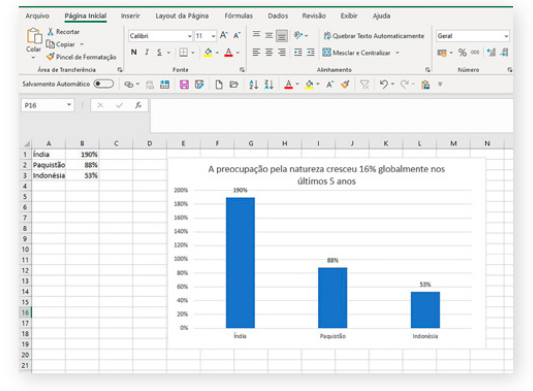 Arquivo Página Inicial Inserir Layout da Página Fórmulas Dados Revisão Exibir Ajuda
Colar
Recortar
Copiar
Pincel de Formatação
Área de Transferência
Calibri 11 A A
N I S A
Fonte
Quebrar Texto Automaticamente
Mesclar e Centralizar
Alinhamento
Geral
% 000
Número
Salvamento Automático
P16 fx
A B C D E F G H I J K L M N
1 Índia 190%
2 Paquistão 88%
3 Indonésia 53%
4
5
6
7
8
9
10
11
12
13
14
15
16
17
18
19
20
21
A preocupação pela natureza cresceu 16% globalmente nos
últimos 5 anos
200%
180%
160%
140%
120%
100%
80%
60%
40%
20%
0%
190%
88%
53%
Índia Paquistão Indonésia